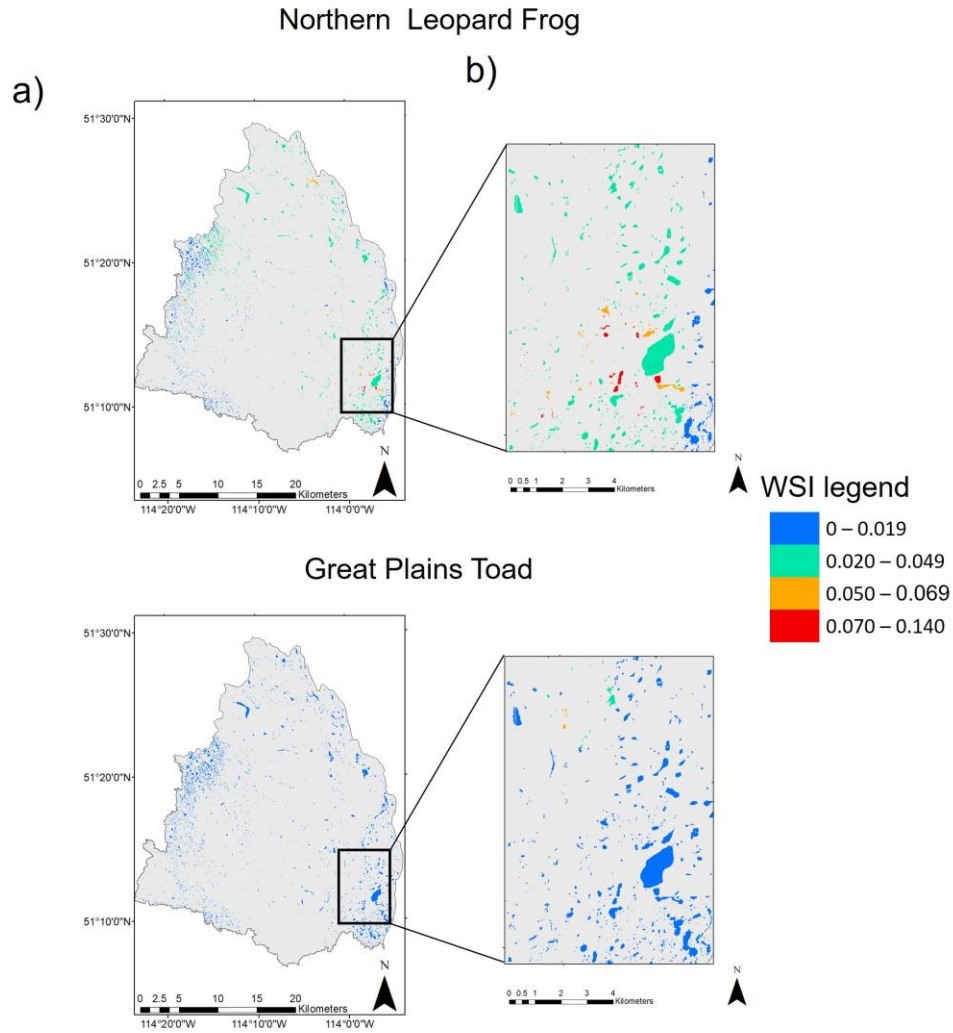 Northern Leopard Frog
a)
b)
51°30'0"N
51°20'0"N
51°10'0"N
N
0 2.5 5 10 15 20
Kilometers
114°20'0"W 114°10'0"W 114°0'0"W
N
0 0.5 1 2 3 4
Kilometers
WSI legend
0 – 0.019
0.020 – 0.049
0.050 – 0.069
0.070 – 0.140
Great Plains Toad
51°30'0"N
51°20'0"N
51°10'0"N
N
0 2.5 5 10 15 20
Kilometers
114°20'0"W 114°10'0"W 114°0'0"W
N
0 0.5 1 2 3 4
Kilometers